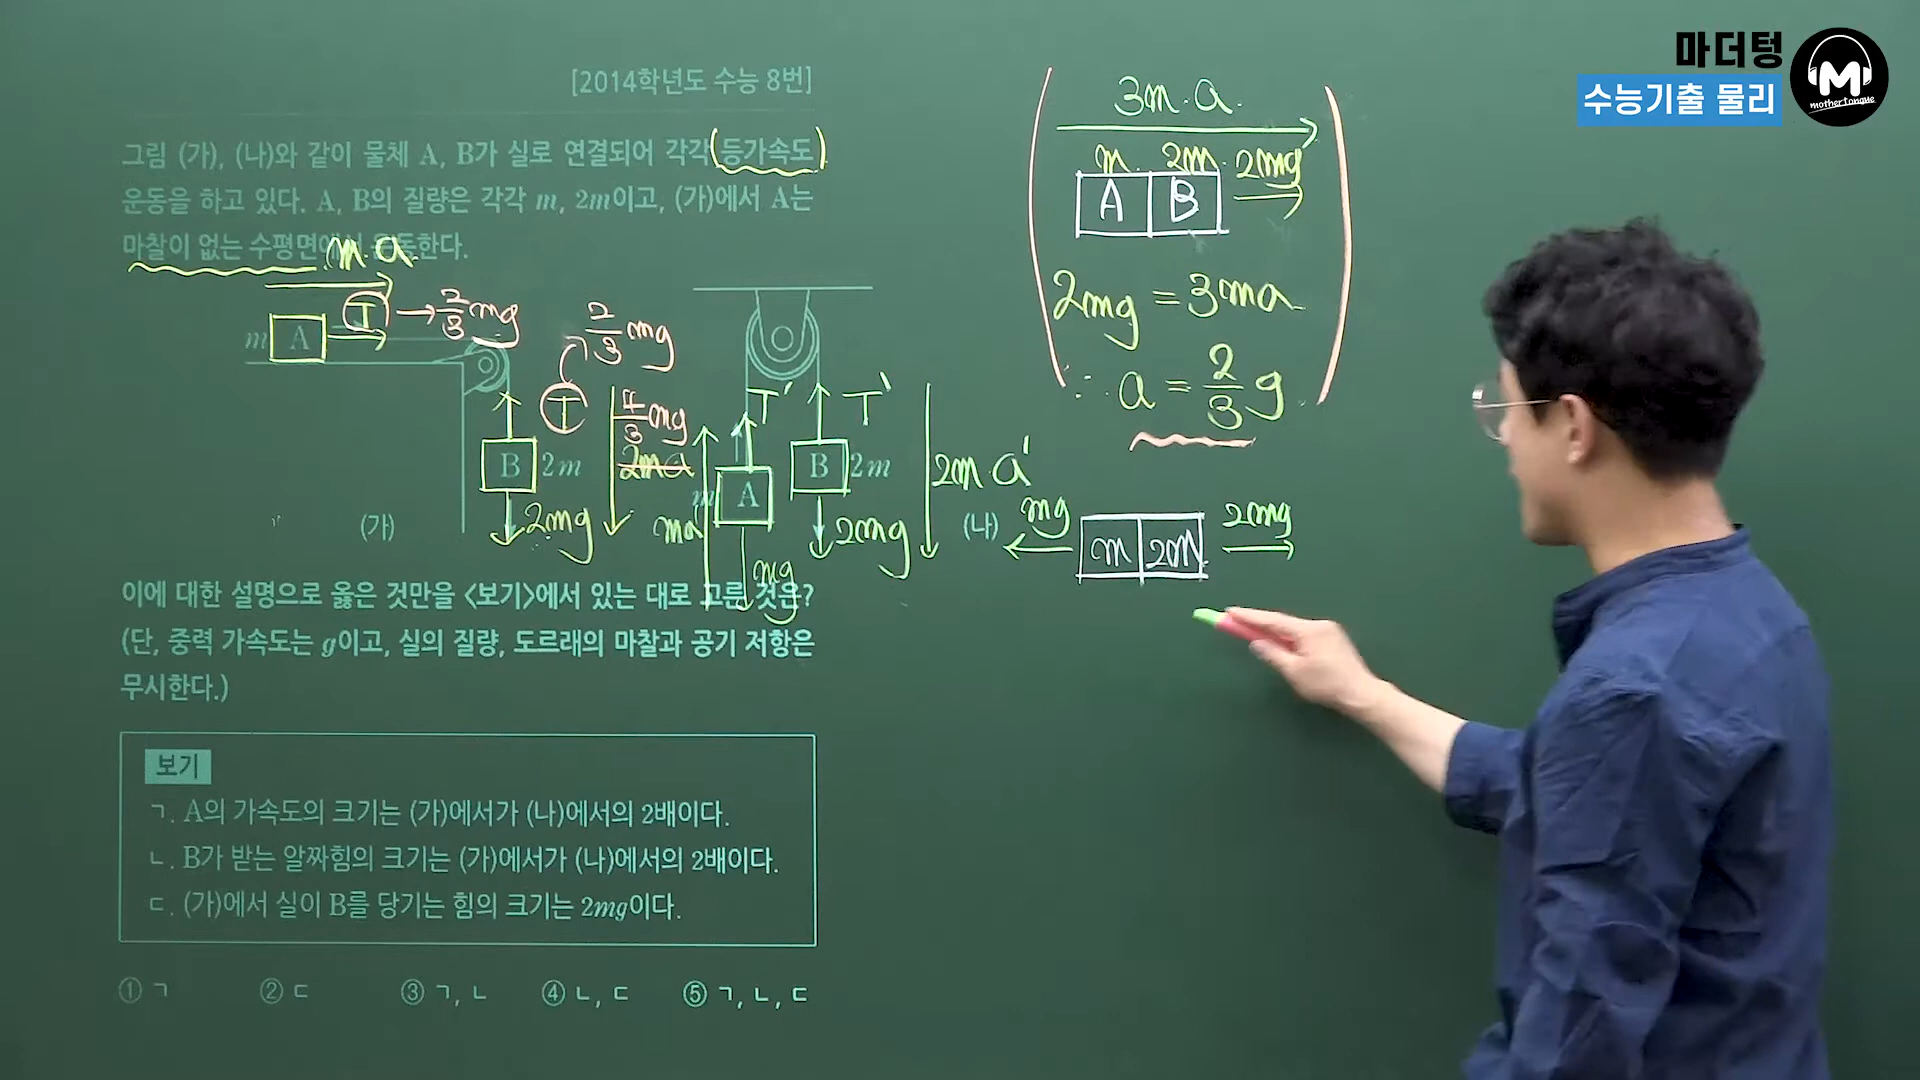 마더텅
수능기출 물리
M
mothertongue
[2014학년도 수능 8번]
그림 (가), (나)와 같이 물체 A, B가 실로 연결되어 각각 (등가속도)
운동을 하고 있다. A, B의 질량은 각각 m, 2m이고, (가)에서 A는
마찰이 없는 수평면에서 운동한다.
m·a
m A T → 2/3 mg
2/3 mg
T
B 2m
2mg
4/3 mg
2ma
(가)
T' T'
m A
B 2m
ma'
mg
2mg
2m·a'
(나)
이에 대한 설명으로 옳은 것만을 <보기>에서 있는 대로 고른 것은?
(단, 중력 가속도는 g이고, 실의 질량, 도르래의 마찰과 공기 저항은
무시한다.)
보기
ㄱ. A의 가속도의 크기는 (가)에서가 (나)에서의 2배이다.
ㄴ. B가 받는 알짜힘의 크기는 (가)에서가 (나)에서의 2배이다.
ㄷ. (가)에서 실이 B를 당기는 힘의 크기는 2mg이다.
① ㄱ ② ㄷ ③ ㄱ, ㄴ ④ ㄴ, ㄷ ⑤ ㄱ, ㄴ, ㄷ
3m·a
m 2m 2mg
A B
2mg = 3ma
∴ a = 2/3 g
mg m 2m 2mg